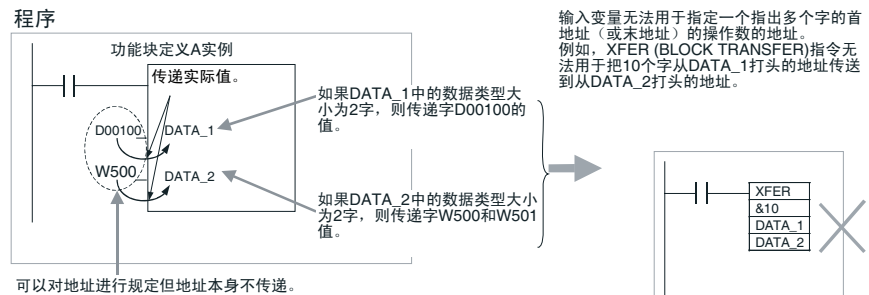 程序
功能块定义A实例
传递实际值。
D00100
DATA_1
W500
DATA_2
如果DATA_1中的数据类型大
小为2字，则传递字D00100的
值。
如果DATA_2中的数据类型大小
为2字，则传递字W500和W501
值。
可以对地址进行规定但地址本身不传递。
输入变量无法用于指定一个指出多个字的首
地址（或末地址）的操作数的地址。
例如，XFER (BLOCK TRANSFER)指令无
法用于把10个字从DATA_1打头的地址传送
到从DATA_2打头的地址。
XFER
&10
DATA_1
DATA_2